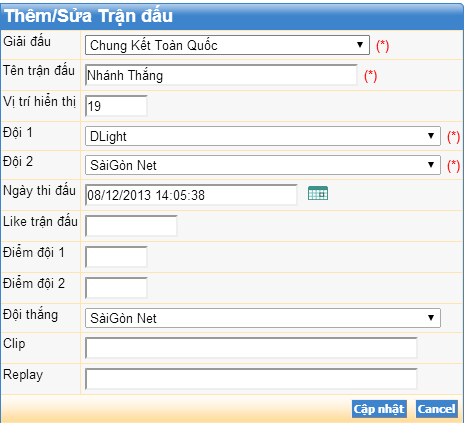 Thêm/Sửa Trận đấu
Giải đấu Chung Kết Toàn Quốc (*)
Tên trận đấu Nhánh Thắng (*)
Vị trí hiển thị 19
Đội 1 DLight (*)
Đội 2 SàiGòn Net (*)
Ngày thi đấu 08/12/2013 14:05:38
Like trận đấu
Điểm đội 1
Điểm đội 2
Đội thắng SàiGòn Net
Clip
Replay
Cập nhật Cancel